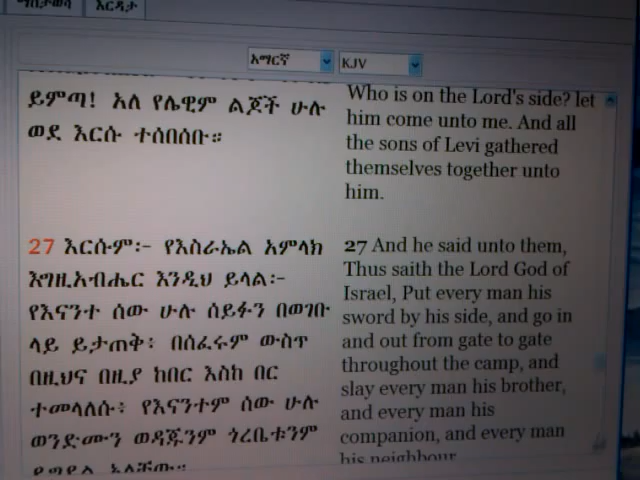 እርዳታ
አማርኛ
KJV
ይምጣ! አለ የሌዊም ልጆች ሁሉ
ወደ እርሱ ተሰበሰቡ።
Who is on the Lord's side? let
him come unto me. And all
the sons of Levi gathered
themselves together unto
him.
27 እርሱም፦ የእስራኤል አምላክ
እግዚአብሔር እንዲህ ይላል፦
የእናንተ ሰው ሁሉ ሰይፉን በወገቡ
ላይ ይታጠቅ፥ በሰፈሩም ውስጥ
በዚህና በዚያ ከበር እስከ በር
ተመላለሱ፥ የእናንተም ሰው ሁሉ
ወንድሙን ወዳጁንም ጎረቤቱንም
27 And he said unto them,
Thus saith the Lord God of
Israel, Put every man his
sword by his side, and go in
and out from gate to gate
throughout the camp, and
slay every man his brother,
and every man his
companion, and every man
his neighbour